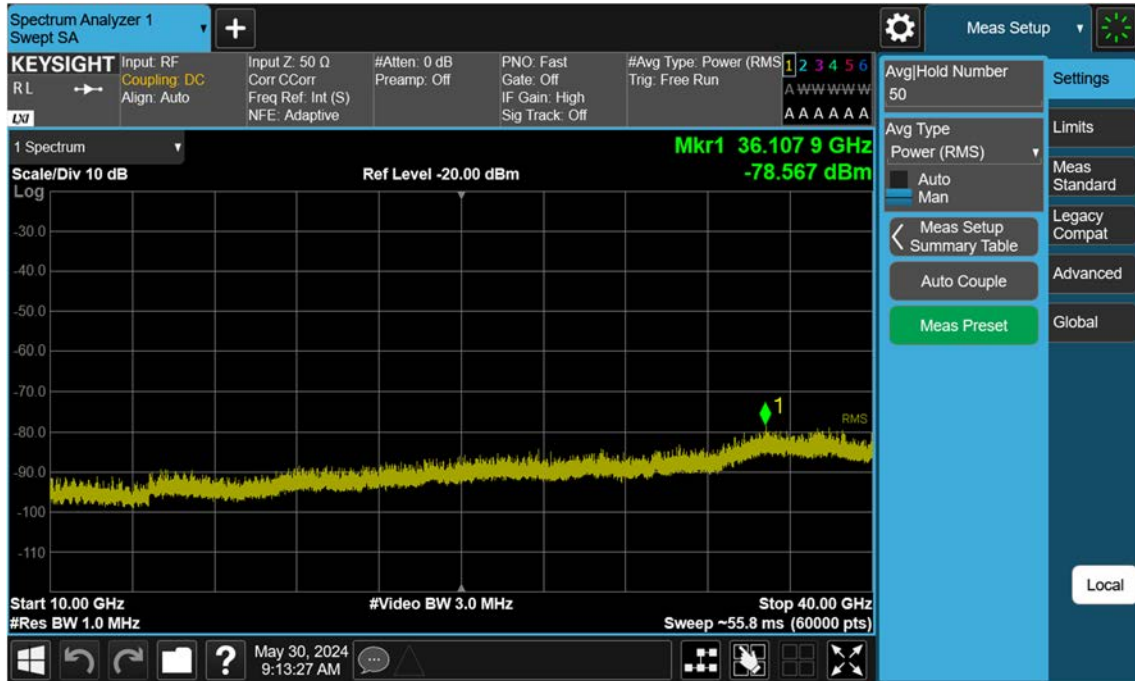 Spectrum Analyzer 1
Swept SA
+
Meas Setup
KEYSIGHT
R L
LXI
Input: RF
Coupling: DC
Align: Auto
Input Z: 50 Ω
Corr CCorr
Freq Ref: Int (S)
NFE: Adaptive
#Atten: 0 dB
Preamp: Off
PNO: Fast
Gate: Off
IF Gain: High
Sig Track: Off
#Avg Type: Power (RMS
Trig: Free Run
1 2 3 4 5 6
A W W W W W
A A A A A A
1 Spectrum
Mkr1 36.107 9 GHz
Scale/Div 10 dB
Ref Level -20.00 dBm
-78.567 dBm
Log
-30.0
-40.0
-50.0
-60.0
-70.0
1
RMS
-80.0
-90.0
-100
-110
Start 10.00 GHz
#Video BW 3.0 MHz
Stop 40.00 GHz
#Res BW 1.0 MHz
Sweep ~55.8 ms (60000 pts)
Avg|Hold Number
50
Avg Type
Power (RMS)
Auto
Man
Meas Setup
Summary Table
Auto Couple
Meas Preset
Settings
Limits
Meas
Standard
Legacy
Compat
Advanced
Global
Local
?
May 30, 2024
9:13:27 AM